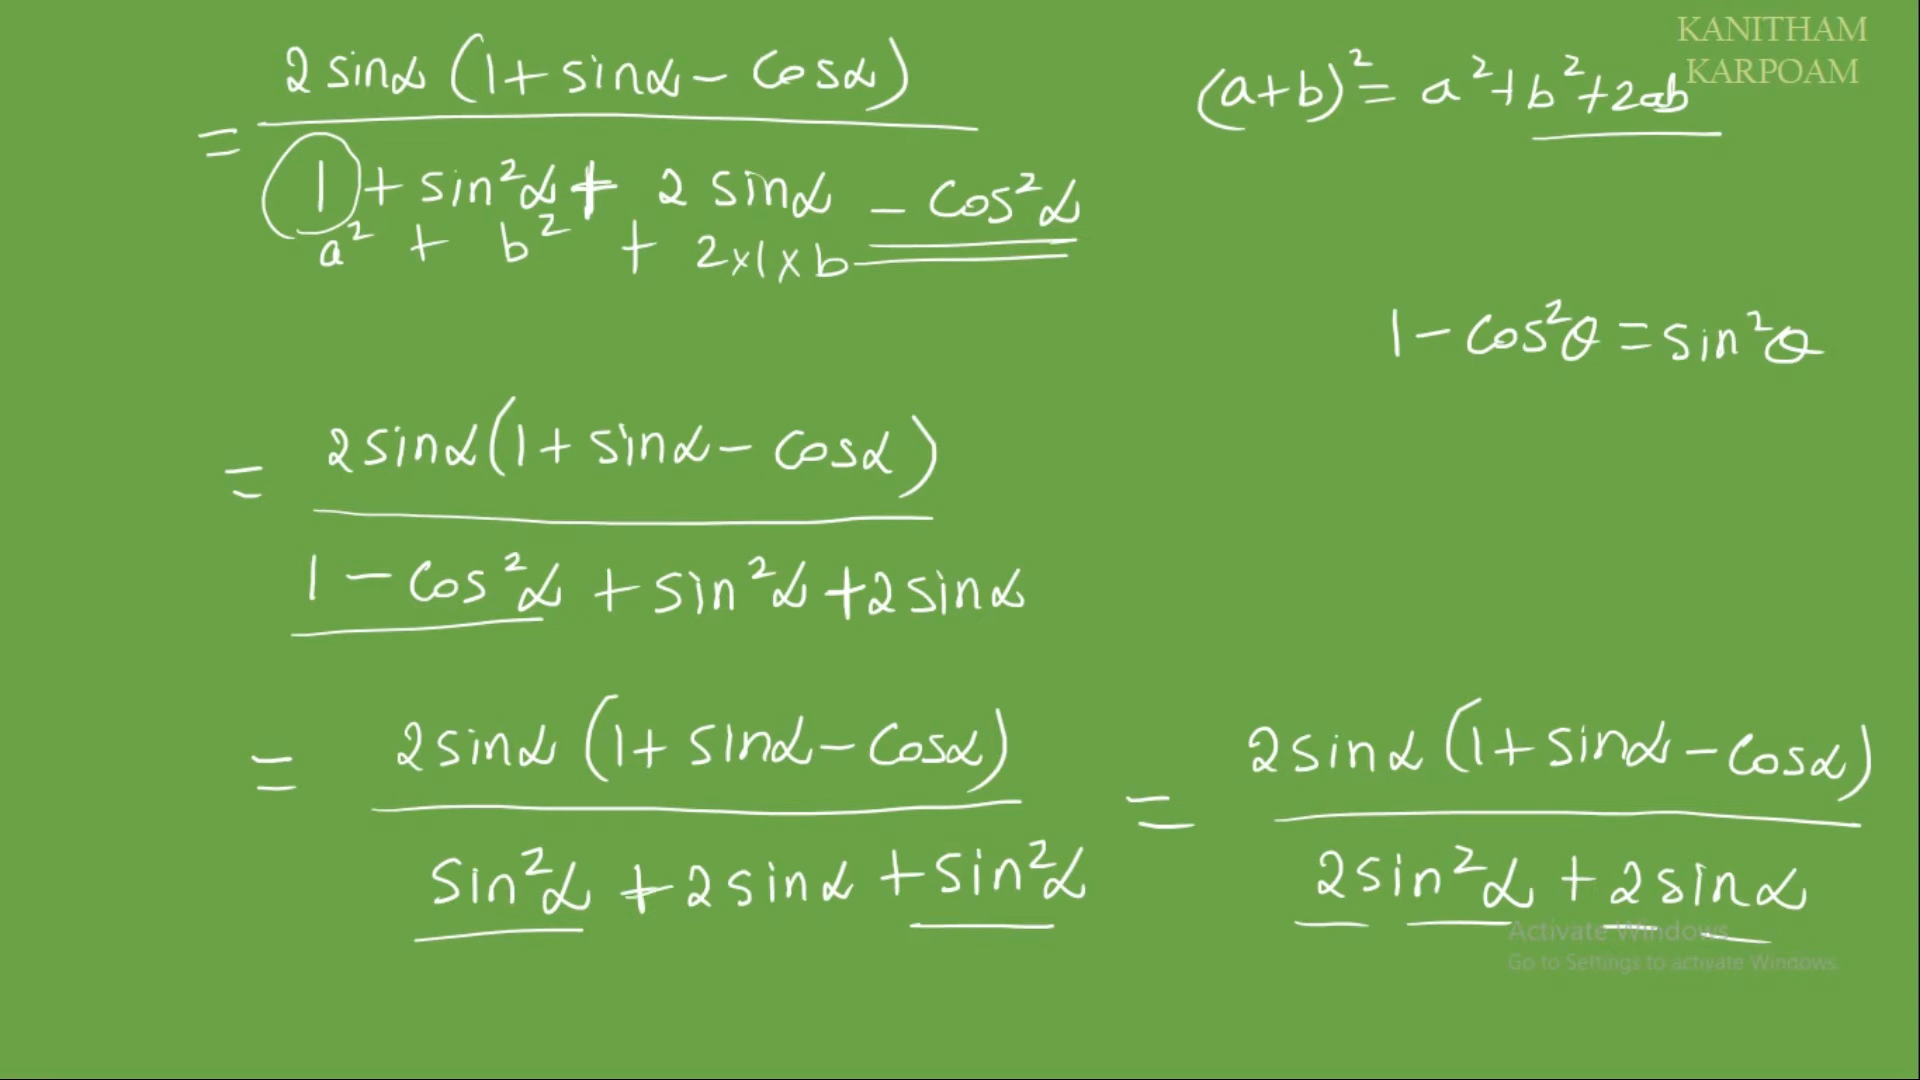 KANITHAM
KARPOAM
= 2 sinα (1 + sinα - cosα) / 1 + sin²α + 2 sinα - cos²α
a² + b² + 2×1×b
(a+b)² = a² + b² + 2ab
1 - cos²θ = sin²θ
= 2 sinα (1 + sinα - cosα) / 1 - cos²α + sin²α + 2 sinα
= 2 sinα (1 + sinα - cosα) / sin²α + 2 sinα + sin²α = 2 sinα (1 + sinα - cosα) / 2 sin²α + 2 sinα
Activate Windows
Go to Settings to activate Windows.